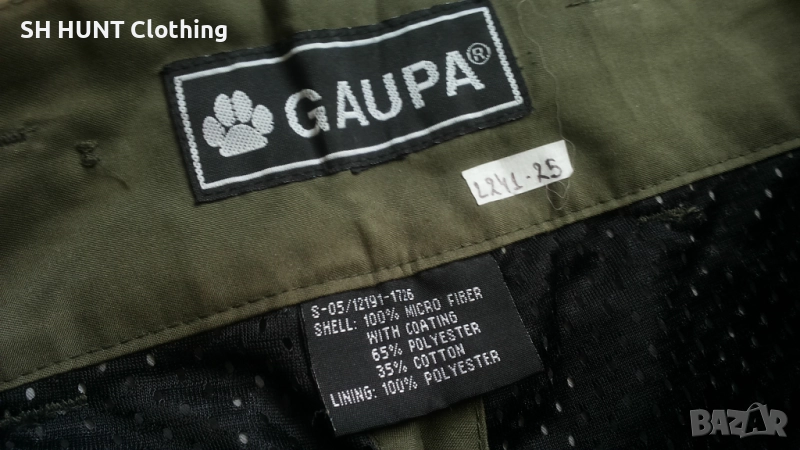 SH HUNT Clothing
GAUPA®
L241-25
S-05/12191-1726
SHELL: 100% MICRO FIBER
WITH COATING
65% POLYESTER
35% COTTON
LINING: 100% POLYESTER
BAZAR